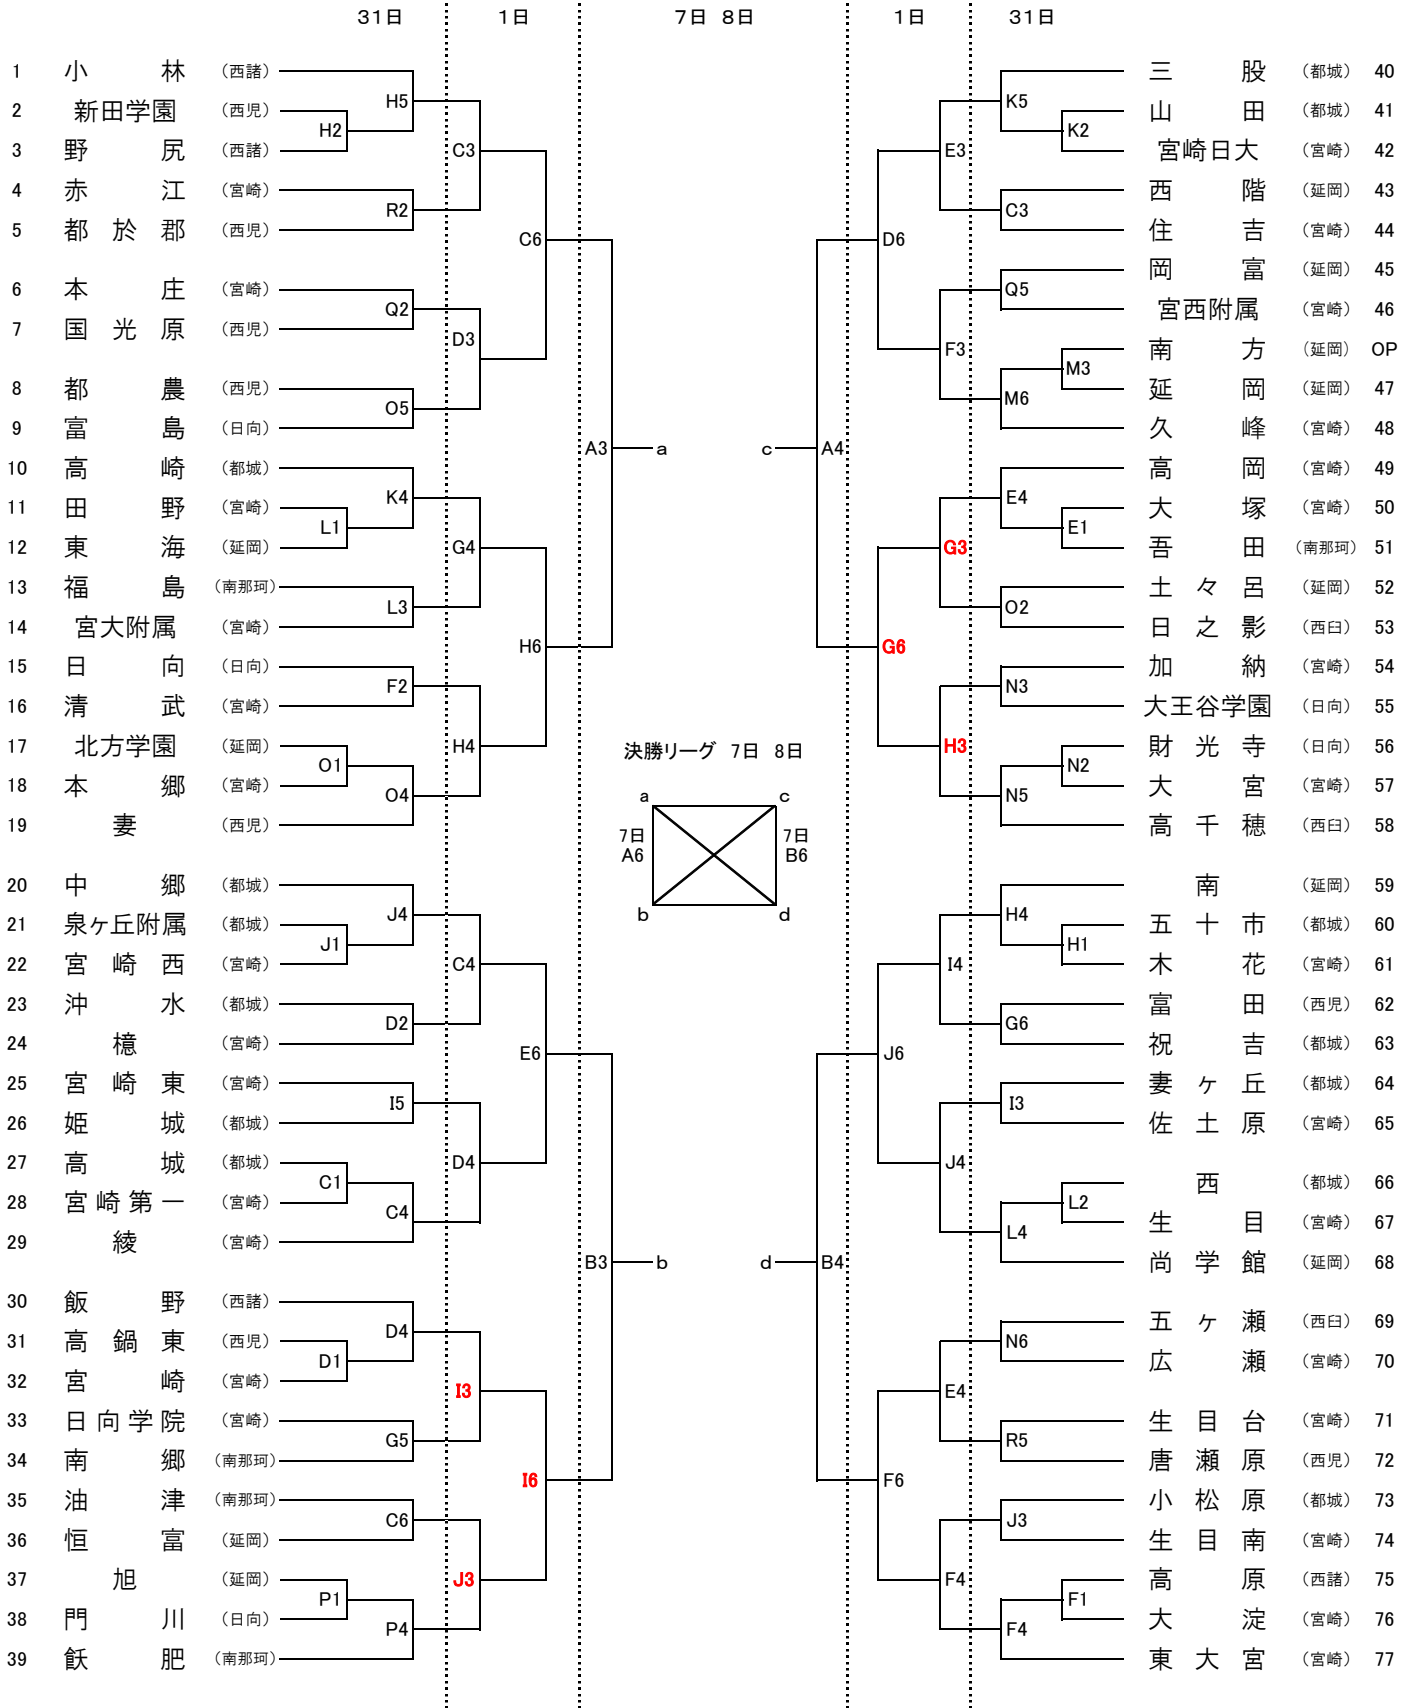 31日 1日 7日 8日 1日 31日
1 小林 （西諸）
2 新田学園 （西児）
3 野尻 （西諸）
4 赤江 （宮崎）
5 都於郡 （西児）
6 本庄 （宮崎）
7 国光原 （西児）
8 都農 （西児）
9 富島 （日向）
10 高崎 （都城）
11 田野 （宮崎）
12 東海 （延岡）
13 福島 （南那珂）
14 宮大附属 （宮崎）
15 日向 （日向）
16 清武 （宮崎）
17 北方学園 （延岡）
18 本郷 （宮崎）
19 妻 （西児）
20 中郷 （都城）
21 泉ヶ丘附属 （都城）
22 宮崎西 （宮崎）
23 沖水 （都城）
24 檍 （宮崎）
25 宮崎東 （宮崎）
26 姫城 （都城）
27 高城 （都城）
28 宮崎第一 （宮崎）
29 綾 （宮崎）
30 飯野 （西諸）
31 高鍋東 （西児）
32 宮崎 （宮崎）
33 日向学院 （宮崎）
34 南郷 （南那珂）
35 油津 （南那珂）
36 恒富 （延岡）
37 旭 （延岡）
38 門川 （日向）
39 飫肥 （南那珂）
H5
H2
R2
Q2
O5
K4
L1
L3
F2
O1
O4
J4
J1
D2
I5
C1
C4
D4
D1
G5
C6
P1
P4
C3
D3
G4
H4
C4
D4
I3
J3
C6
H6
E6
I6
A3 a
B3 b
決勝リーグ 7日 8日
a c
7日 7日
A6 B6
b d
c A4
d B4
D6
G6
J6
F6
E3
F3
G3
H3
I4
J4
E4
F4
K5
K2
C3
Q5
M3
M6
E4
E1
O2
N3
N2
N5
H4
H1
G6
I3
L2
L4
N6
R5
J3
F1
F4
三股 （都城） 40
山田 （都城） 41
宮崎日大 （宮崎） 42
西階 （延岡） 43
住吉 （宮崎） 44
岡富 （延岡） 45
宮西附属 （宮崎） 46
南方 （延岡） OP
延岡 （延岡） 47
久峰 （宮崎） 48
高岡 （宮崎） 49
大塚 （宮崎） 50
吾田 （南那珂） 51
土々呂 （延岡） 52
日之影 （西臼） 53
加納 （宮崎） 54
大王谷学園 （日向） 55
財光寺 （日向） 56
大宮 （宮崎） 57
高千穂 （西臼） 58
南 （延岡） 59
五十市 （都城） 60
木花 （宮崎） 61
富田 （西児） 62
祝吉 （都城） 63
妻ヶ丘 （都城） 64
佐土原 （宮崎） 65
西 （都城） 66
生目 （宮崎） 67
尚学館 （延岡） 68
五ヶ瀬 （西臼） 69
広瀬 （宮崎） 70
生目台 （宮崎） 71
唐瀬原 （西児） 72
小松原 （都城） 73
生目南 （宮崎） 74
高原 （西諸） 75
大淀 （宮崎） 76
東大宮 （宮崎） 77